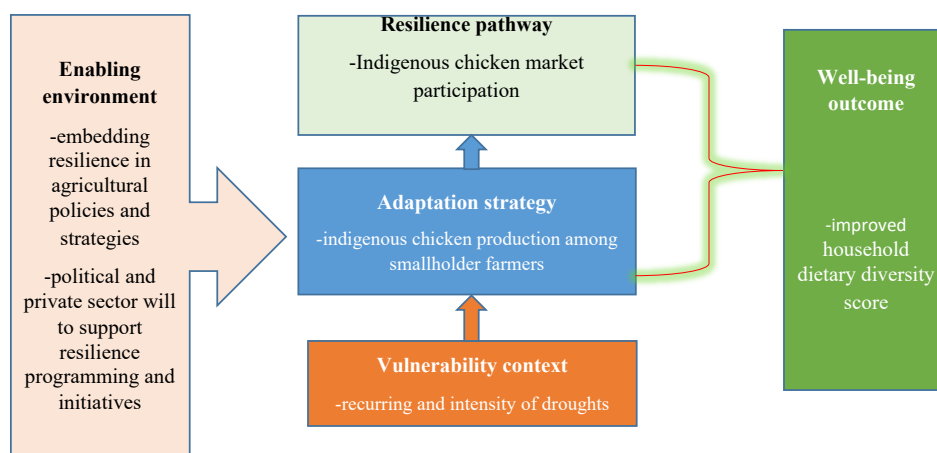 Enabling
environment
-embedding
resilience in
agricultural
policies and
strategies
-political and
private sector will
to support
resilience
programming and
initiatives
Resilience pathway
-Indigenous chicken market
participation
Adaptation strategy
-indigenous chicken production among
smallholder farmers
Vulnerability context
-recurring and intensity of droughts
Well-being
outcome
-improved
household
dietary diversity
score